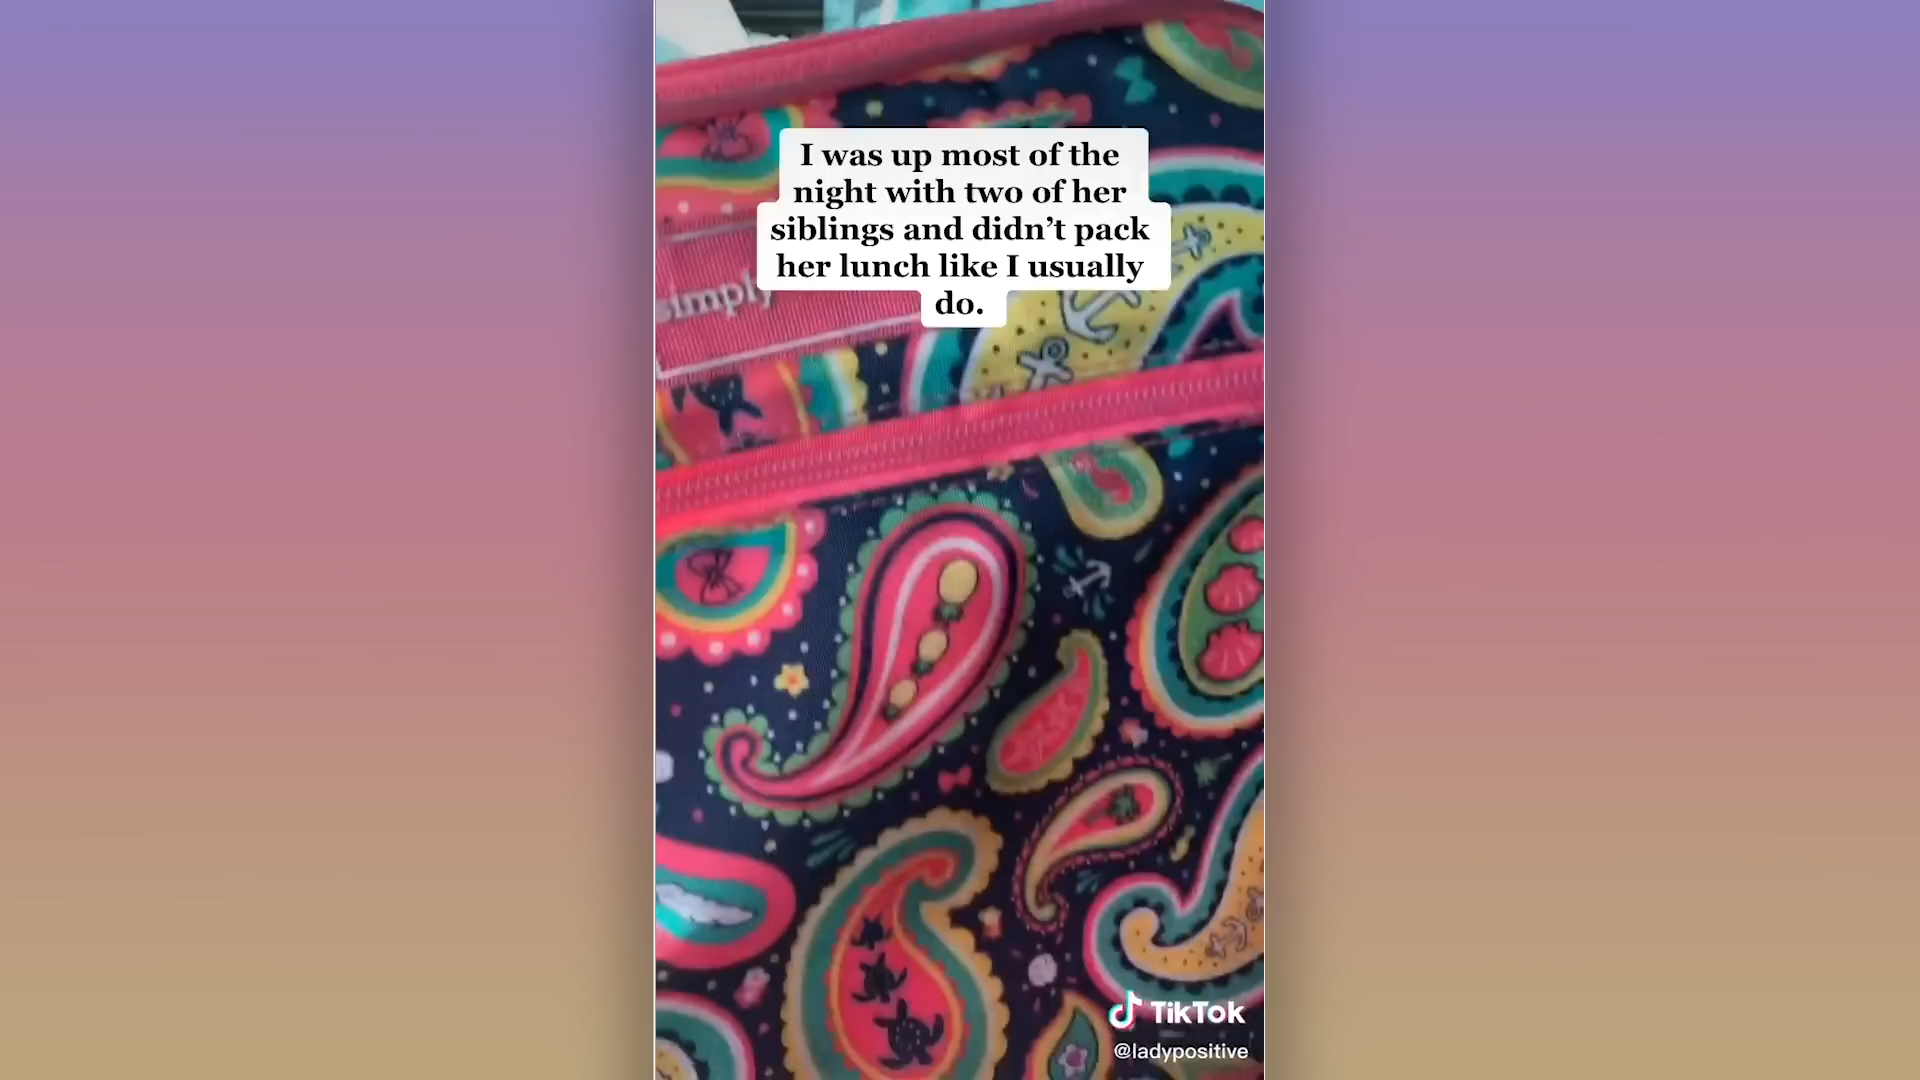 I was up most of the
night with two of her
siblings and didn’t pack
her lunch like I usually
do.
simply
TikTok
@ladypositive